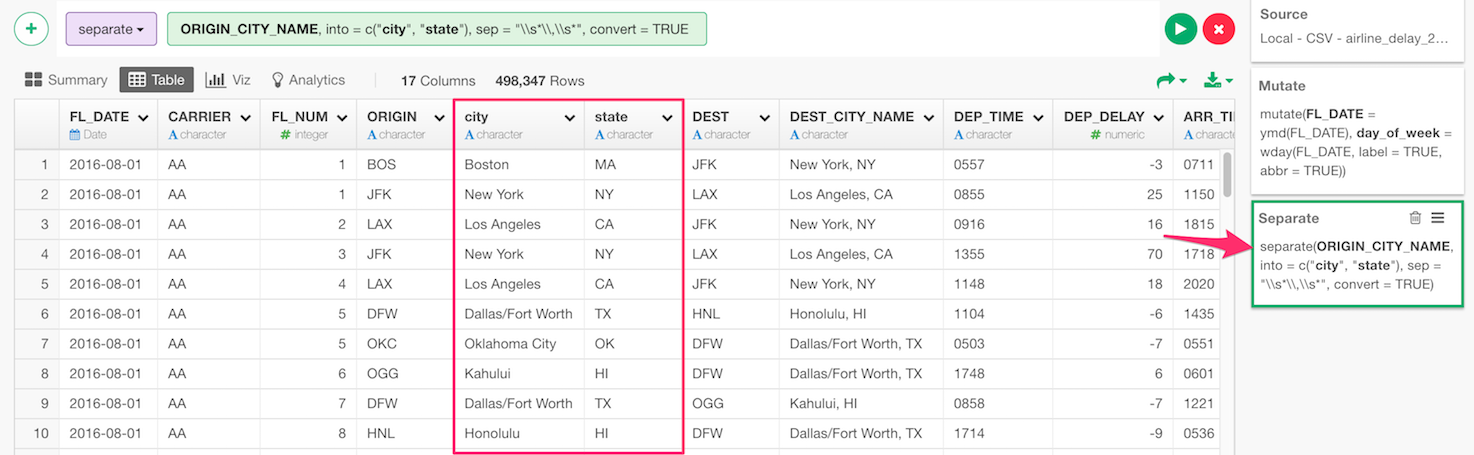 + separate ORIGIN_CITY_NAME, into = c("city", "state"), sep = "\\s*\\,\\s*", convert = TRUE
Summary Table Viz Analytics 17 Columns 498,347 Rows
FL_DATE CARRIER FL_NUM ORIGIN city state DEST DEST_CITY_NAME DEP_TIME DEP_DELAY ARR_TI
Date A character # integer A character A character A character A character A character A character # numeric A charact
1 2016-08-01 AA 1 BOS Boston MA JFK New York, NY 0557 -3 0711
2 2016-08-01 AA 1 JFK New York NY LAX Los Angeles, CA 0855 25 1150
3 2016-08-01 AA 2 LAX Los Angeles CA JFK New York, NY 0916 16 1815
4 2016-08-01 AA 3 JFK New York NY LAX Los Angeles, CA 1355 70 1718
5 2016-08-01 AA 4 LAX Los Angeles CA JFK New York, NY 1148 18 2020
6 2016-08-01 AA 5 DFW Dallas/Fort Worth TX HNL Honolulu, HI 1104 -6 1435
7 2016-08-01 AA 5 OKC Oklahoma City OK DFW Dallas/Fort Worth, TX 0503 -7 0551
8 2016-08-01 AA 6 OGG Kahului HI DFW Dallas/Fort Worth, TX 1748 6 0601
9 2016-08-01 AA 7 DFW Dallas/Fort Worth TX OGG Kahului, HI 0858 -7 1221
10 2016-08-01 AA 8 HNL Honolulu HI DFW Dallas/Fort Worth, TX 1714 -9 0536
Source
Local - CSV - airline_delay_2...
Mutate
mutate(FL_DATE =
ymd(FL_DATE), day_of_week =
wday(FL_DATE, label = TRUE,
abbr = TRUE))
Separate
separate(ORIGIN_CITY_NAME,
into = c("city", "state"), sep =
"\\s*\\,\\s*", convert = TRUE)